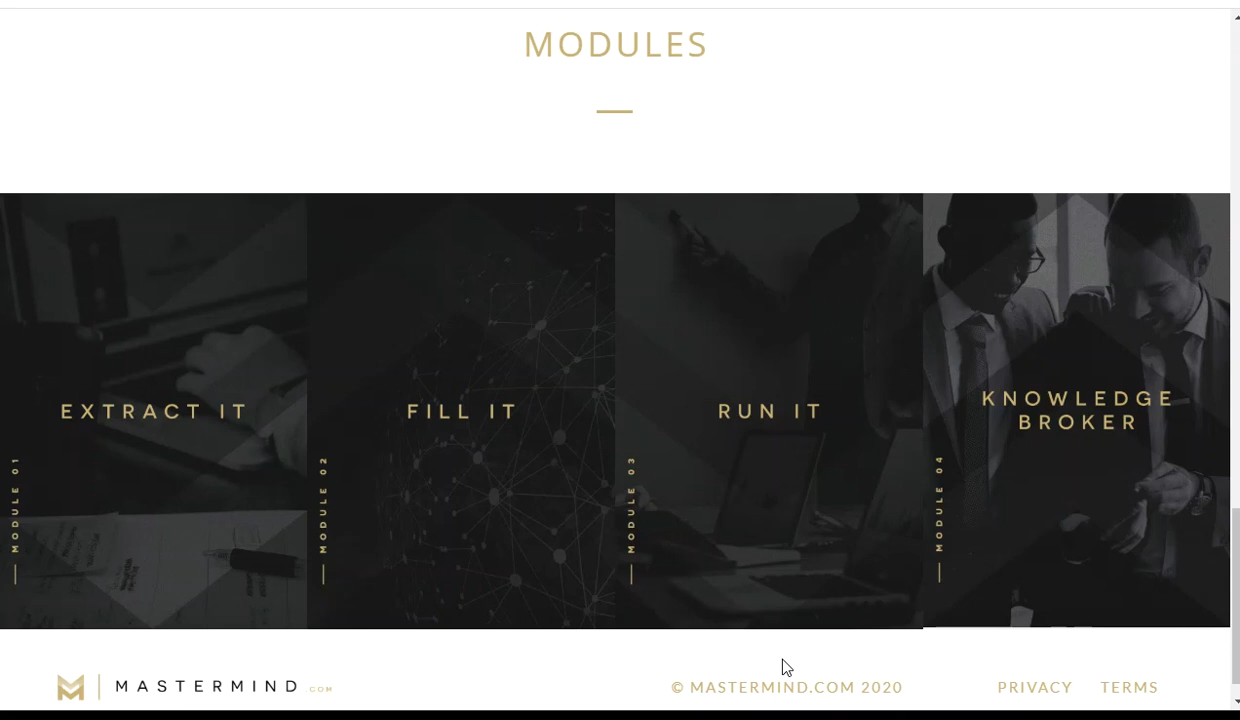 MODULES
EXTRACT IT
MODULE 01
FILL IT
MODULE 02
RUN IT
MODULE 03
KNOWLEDGE
BROKER
MODULE 04
MASTERMIND.COM
© MASTERMIND.COM 2020
PRIVACY
TERMS